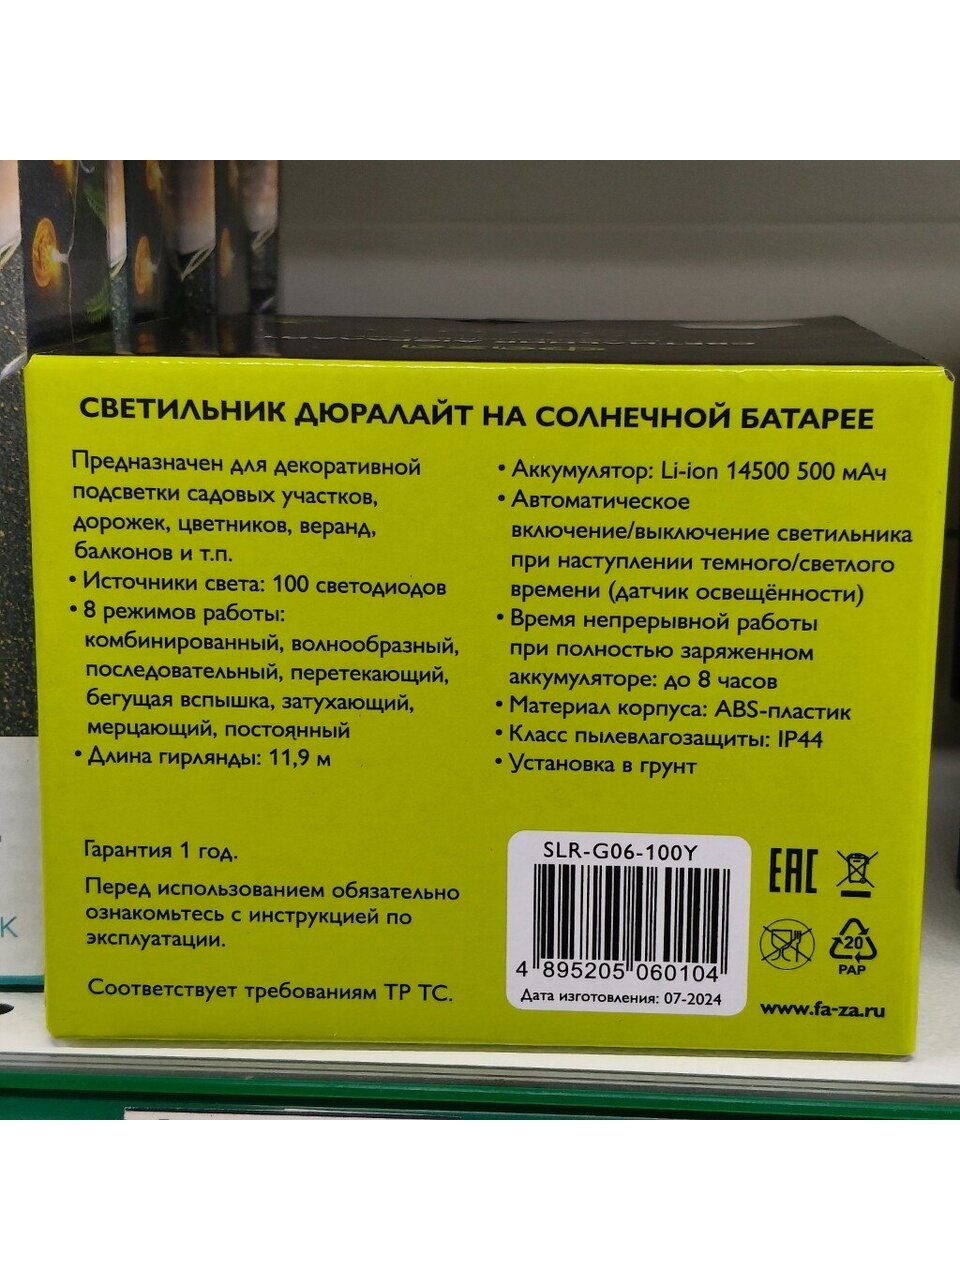 СВЕТИЛЬНИК ДЮРАЛАЙТ НА СОЛНЕЧНОЙ БАТАРЕЕ
Предназначен для декоративной
подсветки садовых участков,
дорожек, цветников, веранд,
балконов и т.п.
• Источники света: 100 светодиодов
• 8 режимов работы:
комбинированный, волнообразный,
последовательный, перетекающий,
бегущая вспышка, затухающий,
мерцающий, постоянный
• Длина гирлянды: 11,9 м
• Аккумулятор: Li-ion 14500 500 мАч
• Автоматическое
включение/выключение светильника
при наступлении темного/светлого
времени (датчик освещённости)
• Время непрерывной работы
при полностью заряженном
аккумуляторе: до 8 часов
• Материал корпуса: ABS-пластик
• Класс пылевлагозащиты: IP44
• Установка в грунт
Гарантия 1 год.
Перед использованием обязательно
ознакомьтесь с инструкцией по
эксплуатации.
Соответствует требованиям ТР ТС.
SLR-G06-100Y
4 895205 060104
Дата изготовления: 07-2024
EAC
20
PAP
www.fa-za.ru
К